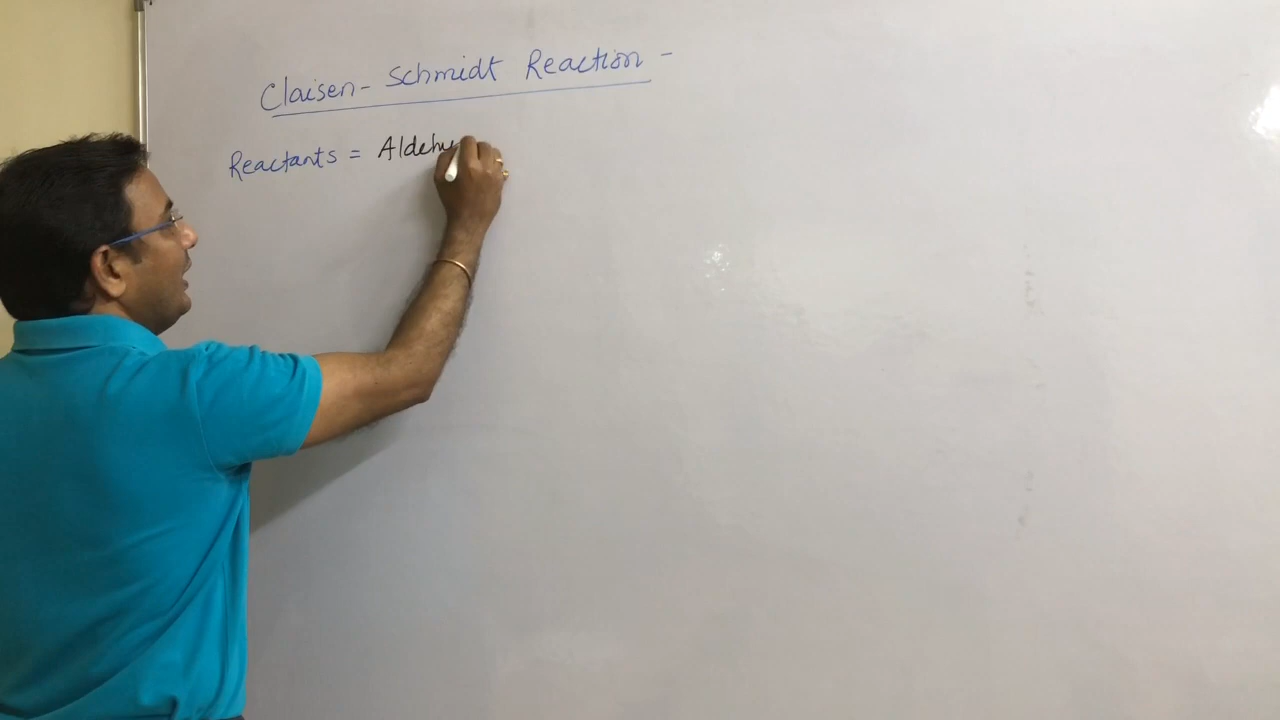 Claisen-Schmidt Reaction -
Reactants = Aldehy